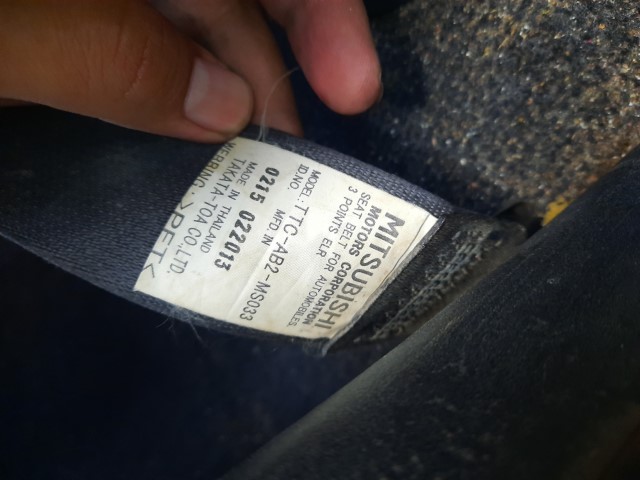 MITSUBISHI
MOTORS CORPORATION
SEAT BELT FOR AUTOMOBILES.
3 POINTS ELR
MODEL: TTC-AB2-MS033
ID.NO. MFD.IN
0215 022013
MADE IN THAILAND
TAKATA-TOA CO.,LTD.
WEBBING: >PET<